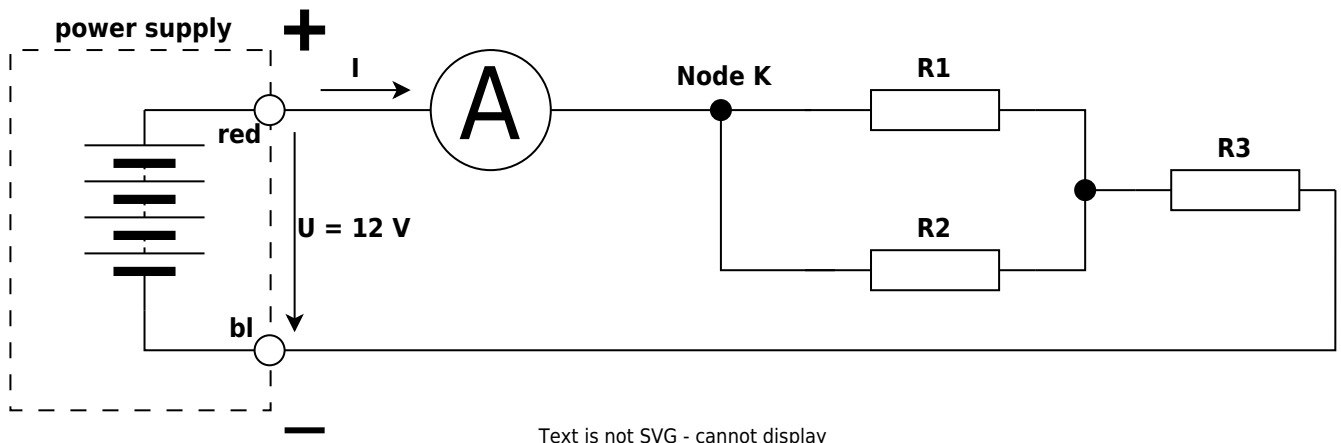 power supply
+
I
A
Node K
R1
red
R3
U = 12 V
R2
bl
−
Text is not SVG - cannot display